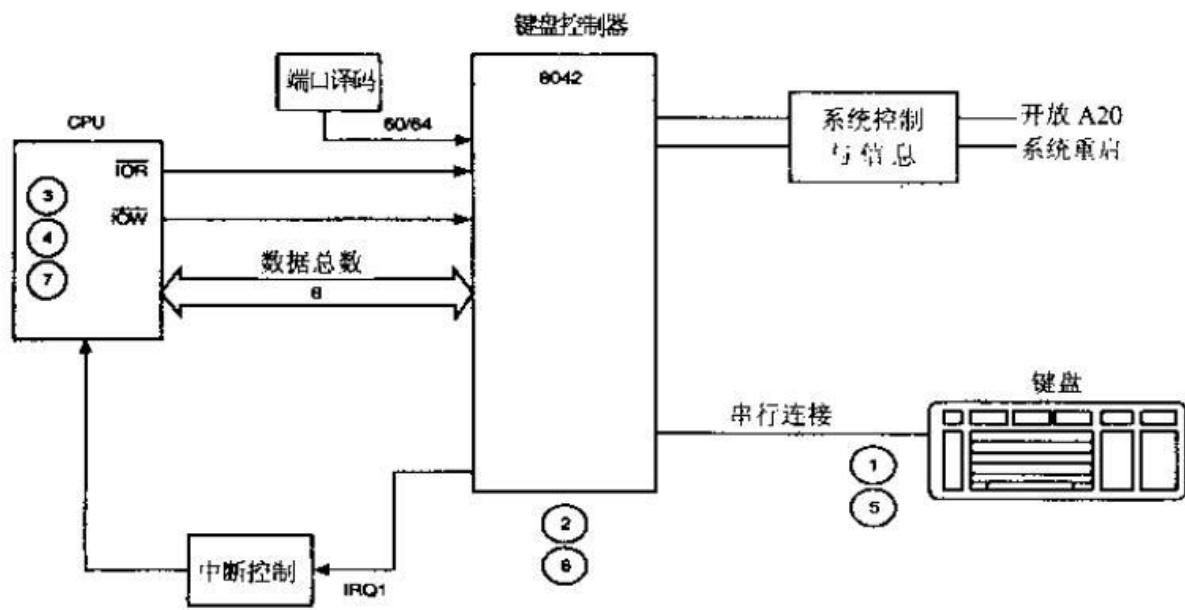 键盘控制器
端口译码
8042
60/64
CPU
系统控制
与信息
开放 A20
系统重启
IOR
IOW
③
④
⑦
数据总数
8
键盘
串行连接
①
⑤
②
⑥
中断控制
IRQ1